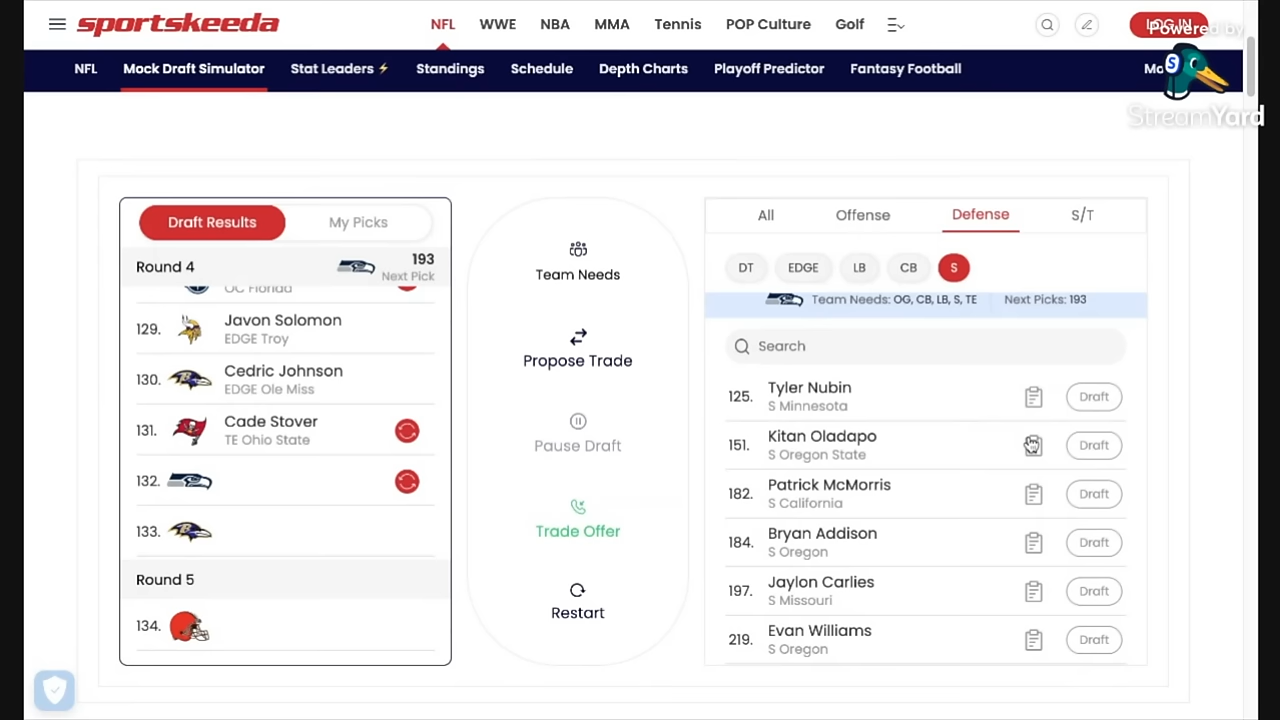 sportskeeda
NFL WWE NBA MMA Tennis POP Culture Golf
LOG IN
Powered by
NFL Mock Draft Simulator Stat Leaders⚡ Standings Schedule Depth Charts Playoff Predictor Fantasy Football
StreamYard
Draft Results My Picks
Round 4 193
Next Pick
OC Florida
129. Javon Solomon
EDGE Troy
130. Cedric Johnson
EDGE Ole Miss
131. Cade Stover
TE Ohio State
132.
133.
Round 5
134.
Team Needs
Propose Trade
Pause Draft
Trade Offer
Restart
All Offense Defense S/T
DT EDGE LB CB S
Team Needs: OG, CB, LB, S, TE Next Picks: 193
Search
125. Tyler Nubin Draft
S Minnesota
151. Kitan Oladapo Draft
S Oregon State
182. Patrick McMorris Draft
S California
184. Bryan Addison Draft
S Oregon
197. Jaylon Carlies Draft
S Missouri
219. Evan Williams Draft
S Oregon